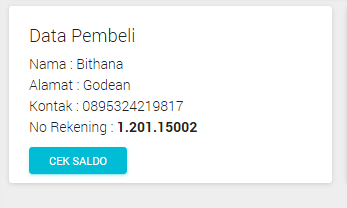 Data Pembeli
Nama : Bithana
Alamat : Godean
Kontak : 0895324219817
No Rekening : 1.201.15002
CEK SALDO